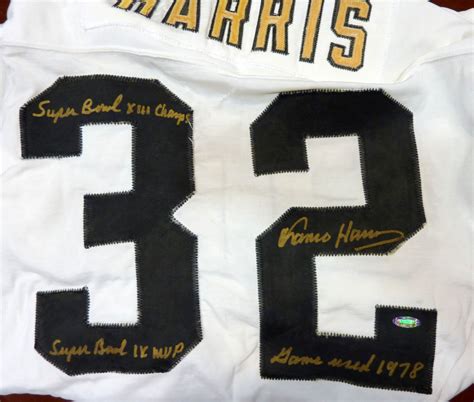 HARRIS
32
Super Bowl XIII Champs
Franco Harris
Super Bowl IX MVP
Game used 1978